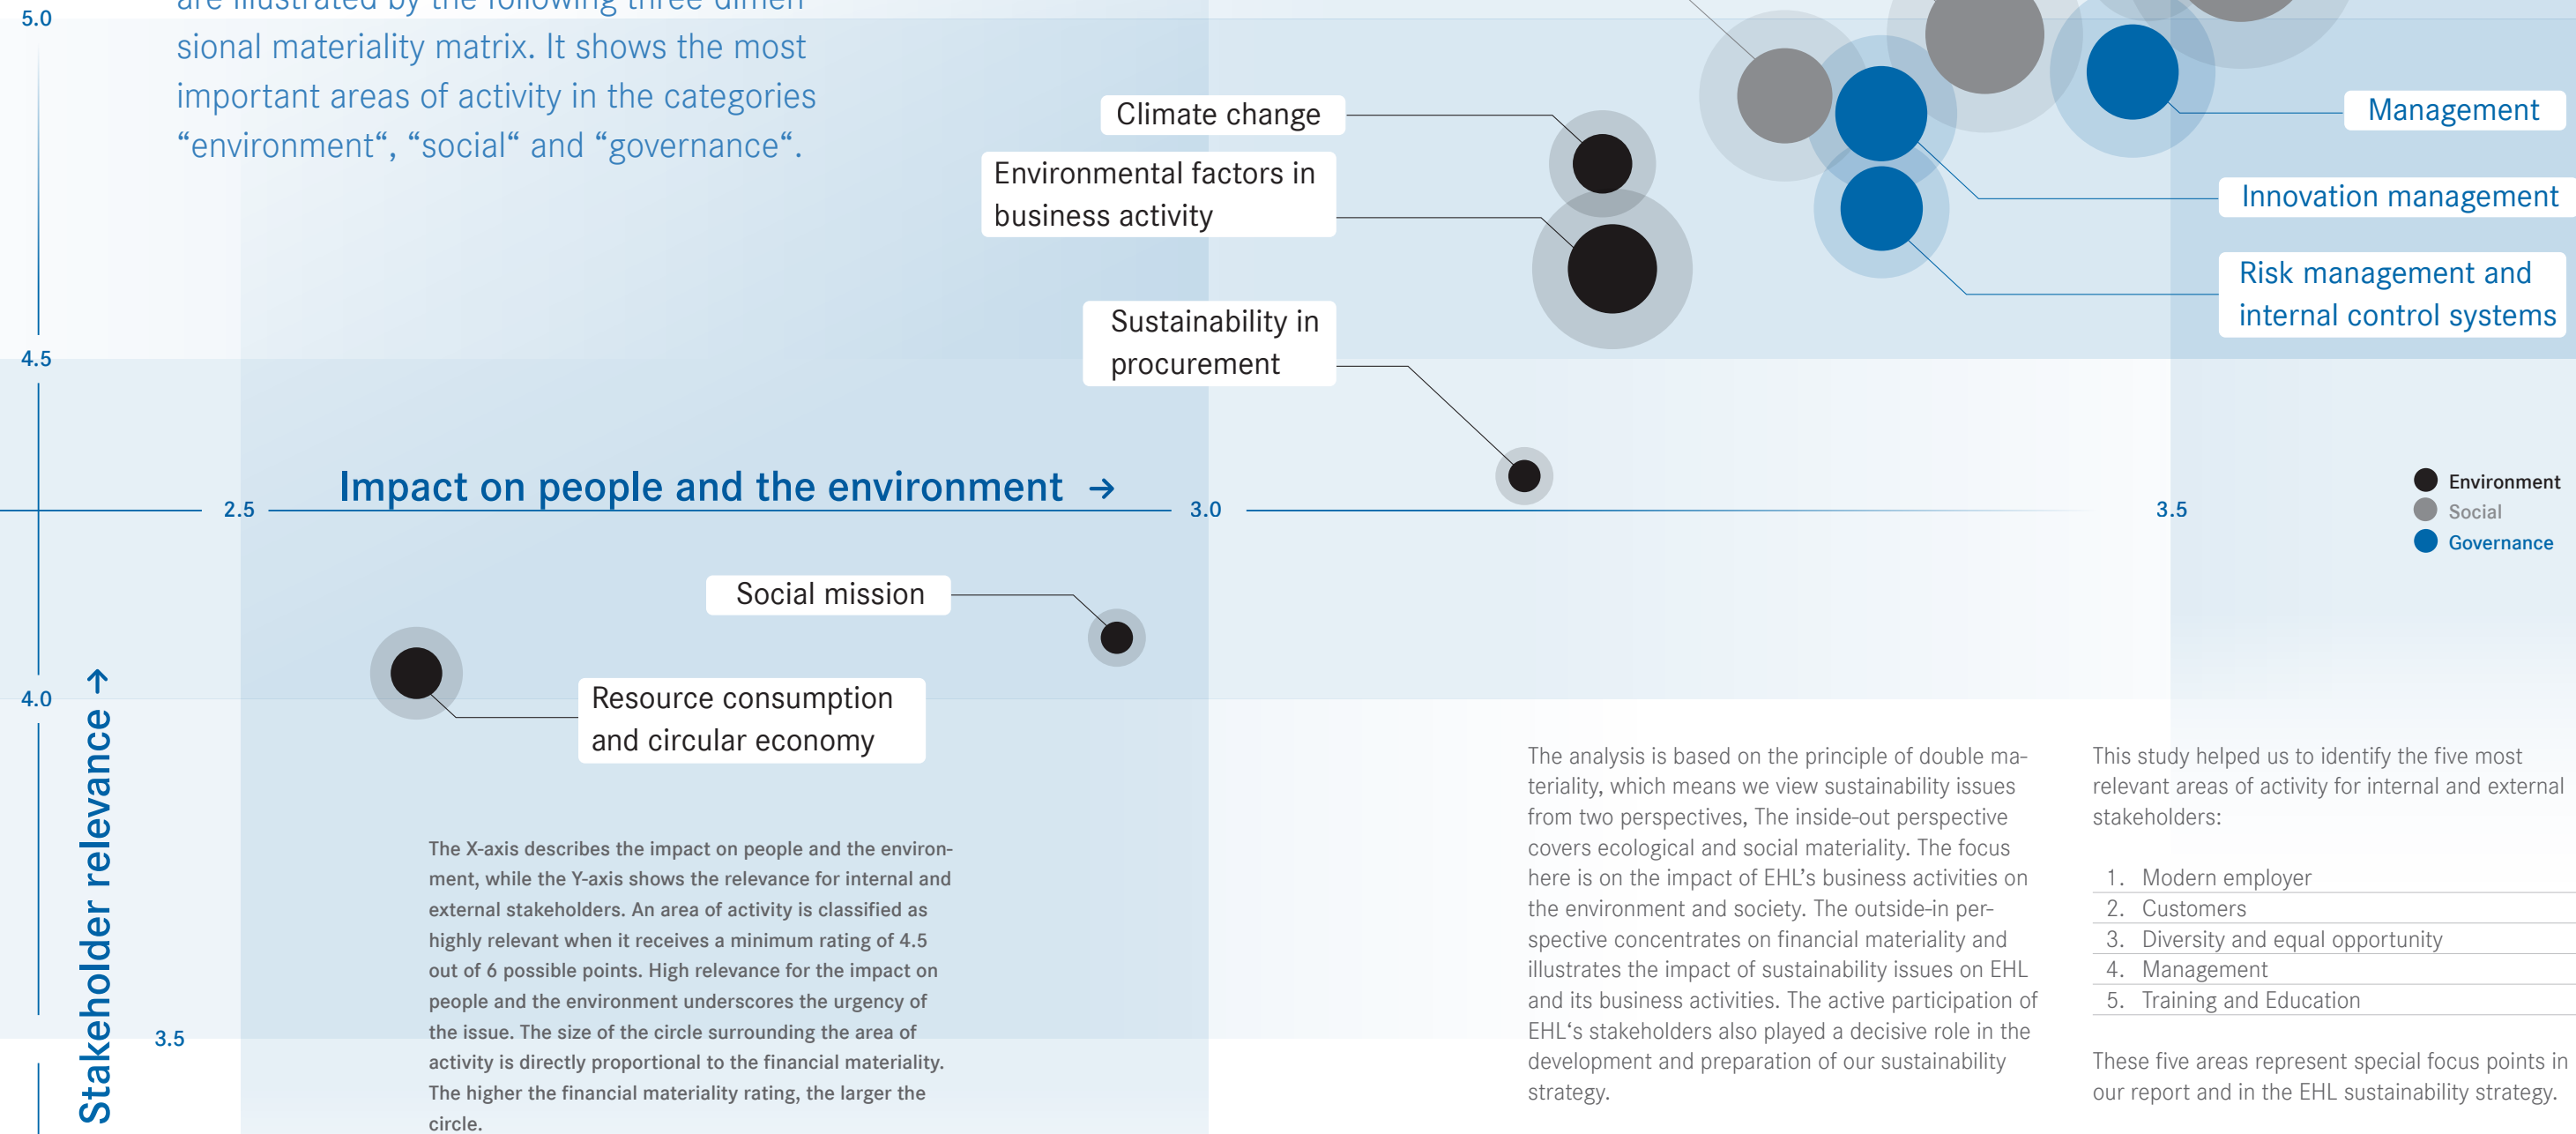 are illustrated by the following three dimen
sional materiality matrix. It shows the most
important areas of activity in the categories
“environment“, “social“ and “governance“.
5.0
4.5
4.0
3.5
Stakeholder relevance →
Impact on people and the environment →
2.5
3.0
3.5
Climate change
Environmental factors in
business activity
Sustainability in
procurement
Social mission
Resource consumption
and circular economy
Management
Innovation management
Risk management and
internal control systems
Environment
Social
Governance
The X-axis describes the impact on people and the environ-
ment, while the Y-axis shows the relevance for internal and
external stakeholders. An area of activity is classified as
highly relevant when it receives a minimum rating of 4.5
out of 6 possible points. High relevance for the impact on
people and the environment underscores the urgency of
the issue. The size of the circle surrounding the area of
activity is directly proportional to the financial materiality.
The higher the financial materiality rating, the larger the
circle.
The analysis is based on the principle of double ma-
teriality, which means we view sustainability issues
from two perspectives, The inside-out perspective
covers ecological and social materiality. The focus
here is on the impact of EHL’s business activities on
the environment and society. The outside-in per-
spective concentrates on financial materiality and
illustrates the impact of sustainability issues on EHL
and its business activities. The active participation of
EHL‘s stakeholders also played a decisive role in the
development and preparation of our sustainability
strategy.
This study helped us to identify the five most
relevant areas of activity for internal and external
stakeholders:
1. Modern employer
2. Customers
3. Diversity and equal opportunity
4. Management
5. Training and Education
These five areas represent special focus points in
our report and in the EHL sustainability strategy.